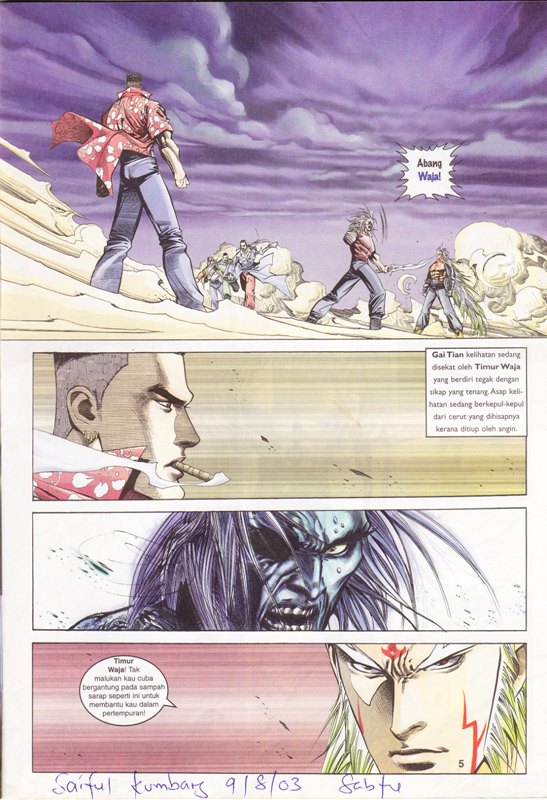 Abang
Waja!
Gai Tian kelihatan sedang
disekat oleh Timur Waja
yang berdiri tegak dengan
sikap yang tenang. Asap keli-
hatan sedang berkepul-kepul
dari cerut yang dihisapnya
kerana ditiup oleh angin.
Timur
Waja! Tak
malukan kau cuba
bergantung pada sampah
sarap seperti ini untuk
membantu kau dalam
pertempuran!
5
Saiful Kumbang 9/8/03 Sabtu